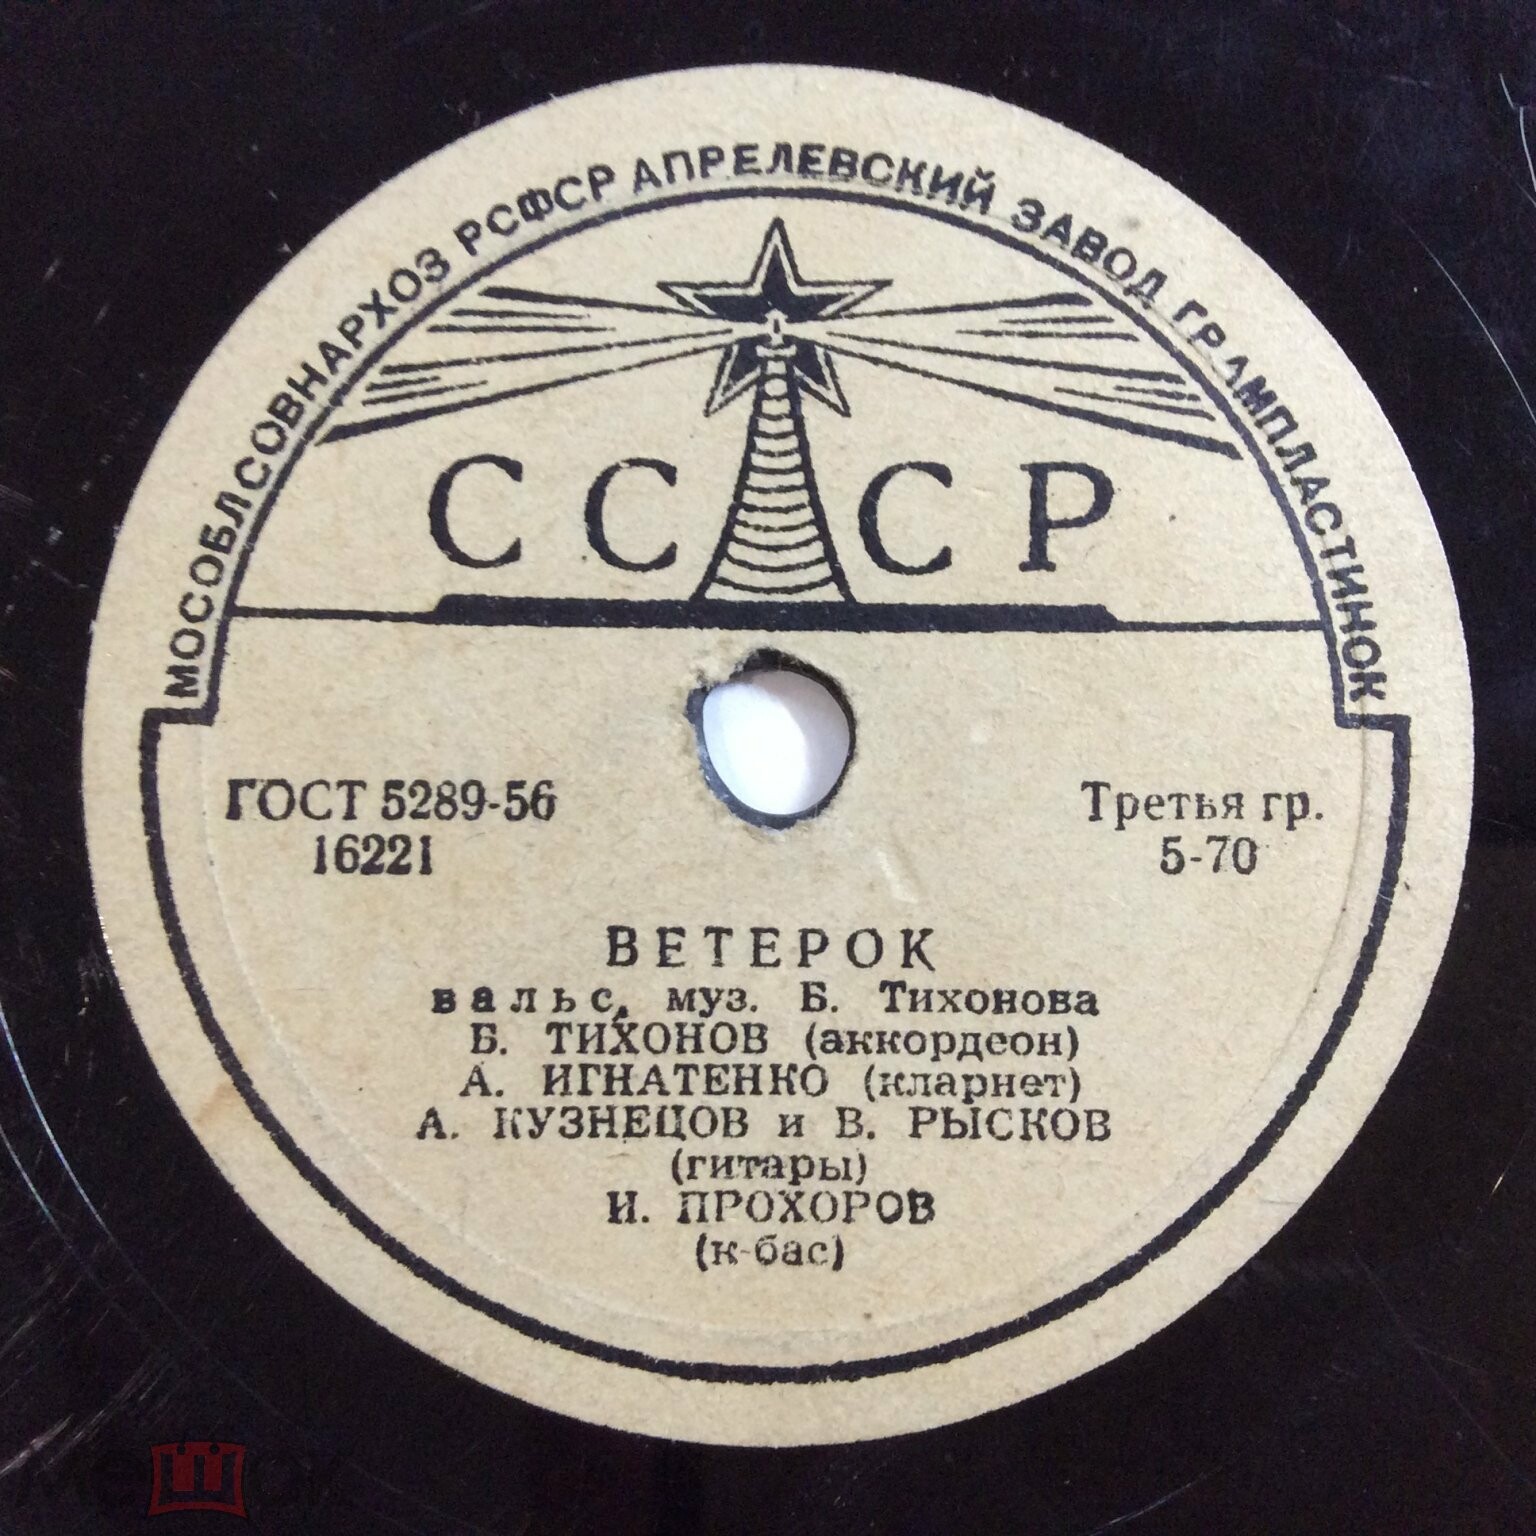 МОСОБЛСОВНАРХОЗ РСФСР АПРЕЛЕВСКИЙ ЗАВОД ГРАМПЛАСТИНОК
СССР
ГОСТ 5289-56
16221
Третья гр.
5-70
ВЕТЕРОК
вальс, муз. Б. Тихонова
Б. ТИХОНОВ (аккордеон)
А. ИГНАТЕНКО (кларнет)
А. КУЗНЕЦОВ и В. РЫСКОВ
(гитары)
И. ПРОХОРОВ
(к-бас)